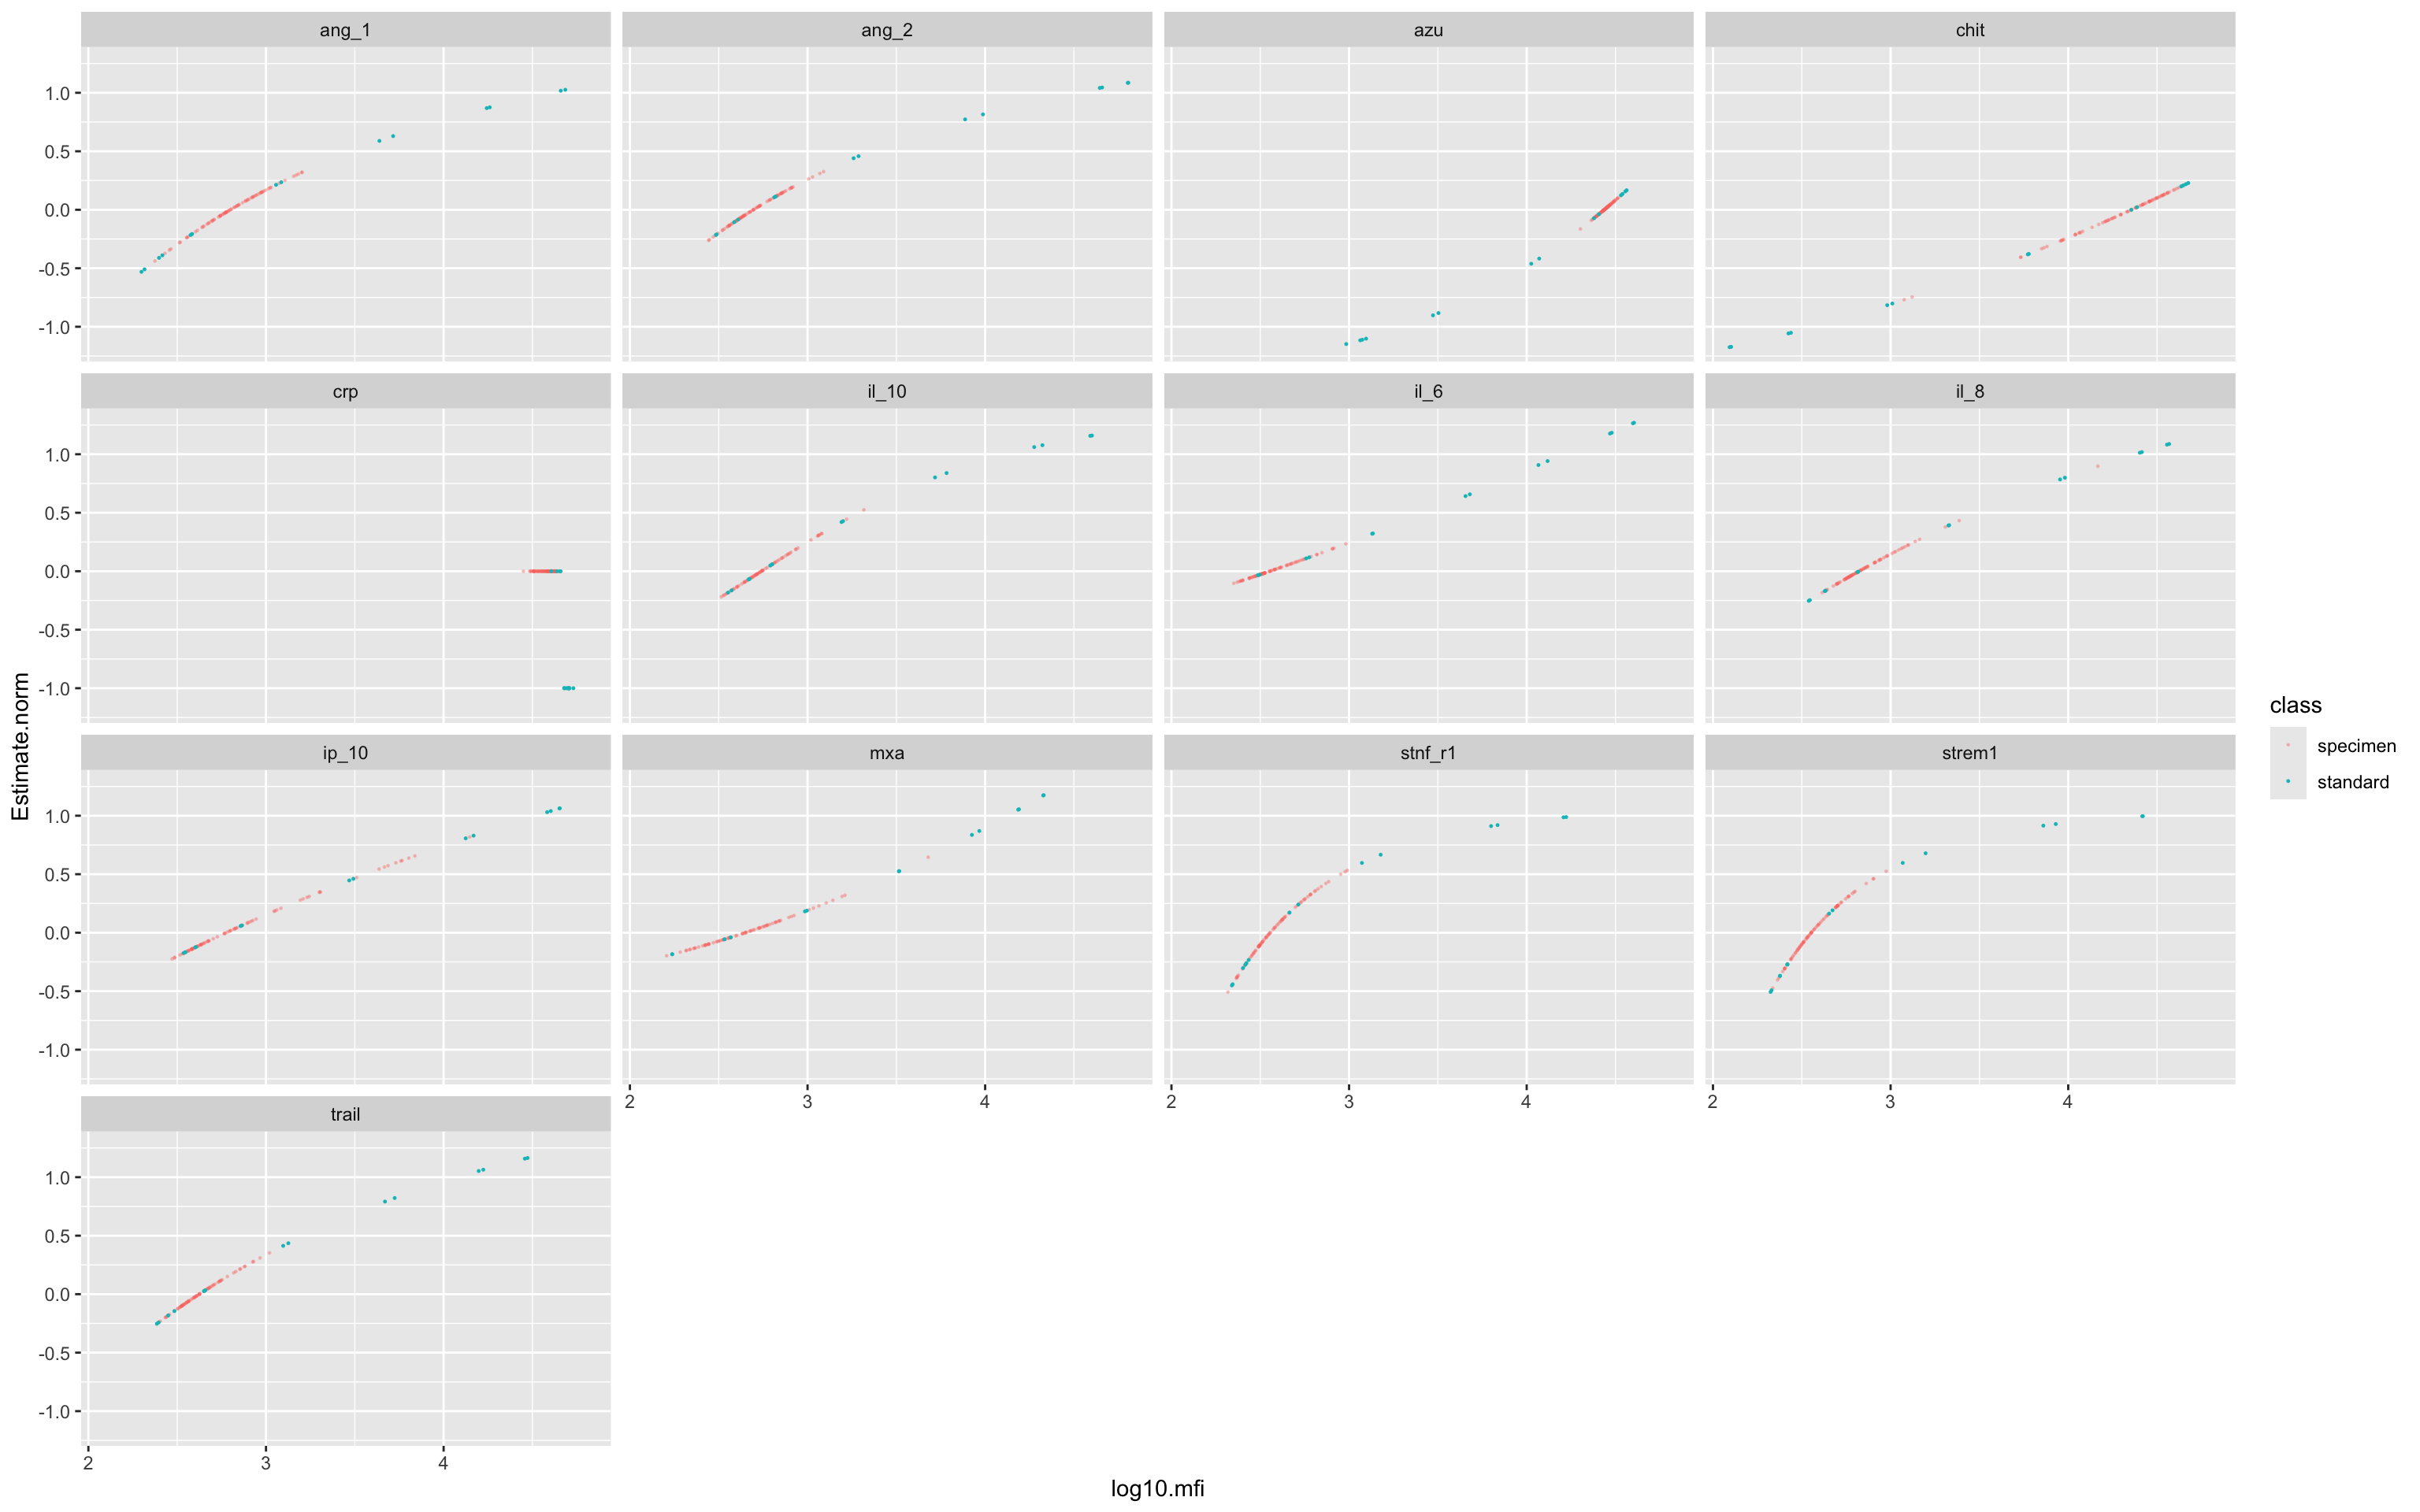 ang_1
ang_2
azu
chit
1.0
0.5
0.0
-0.5
-1.0
crp
il_10
il_6
il_8
1.0
0.5
0.0
-0.5
-1.0
ip_10
mxa
stnf_r1
strem1
1.0
0.5
0.0
-0.5
-1.0
2 3 4
2 3 4
2 3 4
trail
1.0
0.5
0.0
-0.5
-1.0
2 3 4
log10.mfi
Estimate.norm
class
specimen
standard